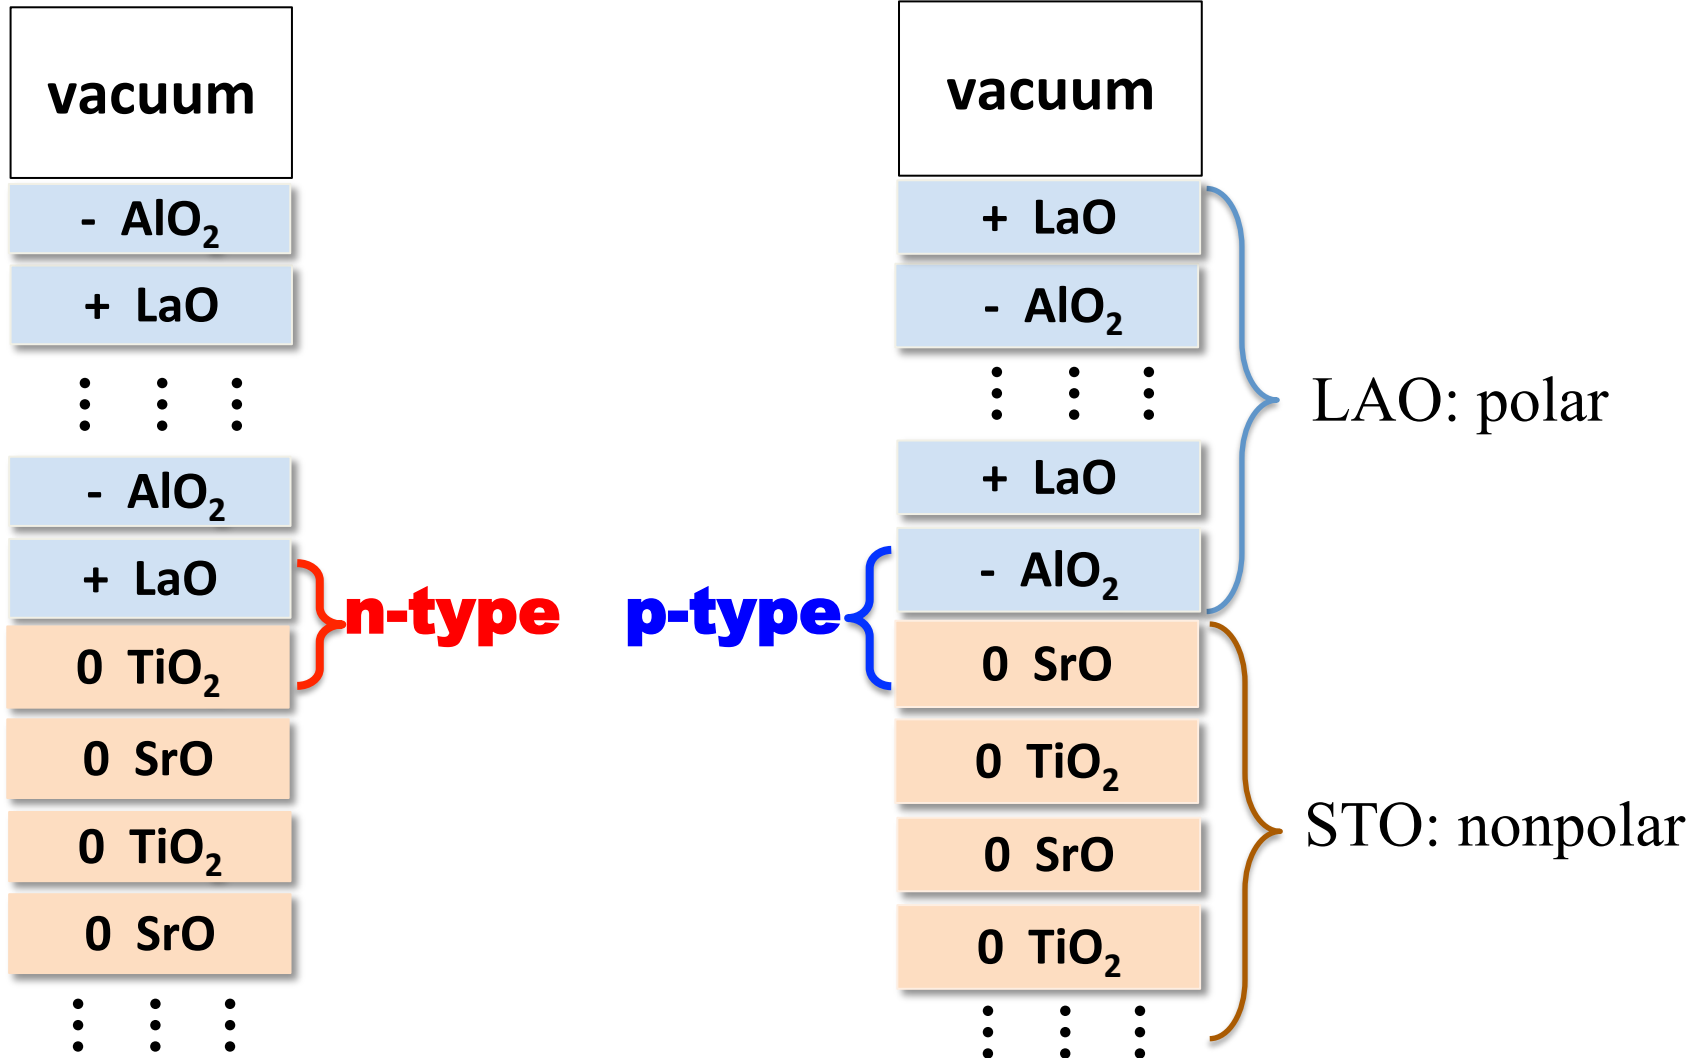 vacuum
- AlO₂
+ LaO
- AlO₂
+ LaO
0 TiO₂
0 SrO
0 TiO₂
0 SrO
n-type
p-type
vacuum
+ LaO
- AlO₂
+ LaO
- AlO₂
0 SrO
0 TiO₂
0 SrO
0 TiO₂
LAO: polar
STO: nonpolar